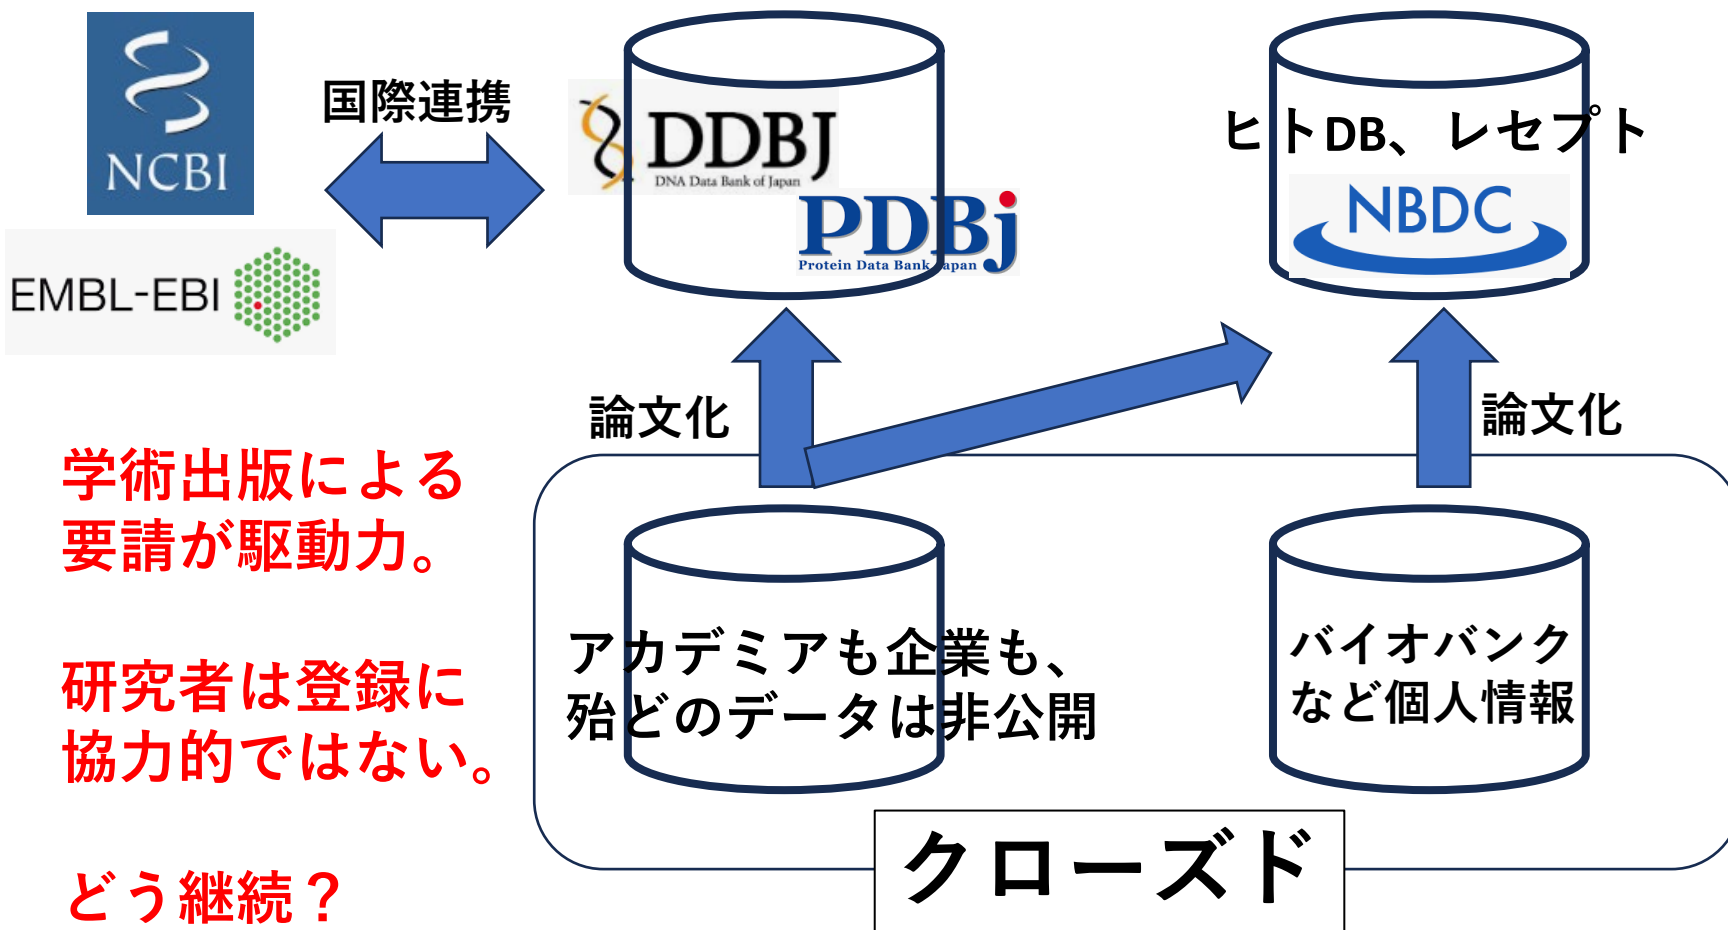 NCBI
国際連携
DDBJ
DNA Data Bank of Japan
PDBj
Protein Data Bank Japan
EMBL-EBI
ヒトDB、レセプト
NBDC
論文化
論文化
学術出版による
要請が駆動力。
研究者は登録に
協力的ではない。
どう継続？
アカデミアも企業も、
殆どのデータは非公開
バイオバンク
など個人情報
クローズド